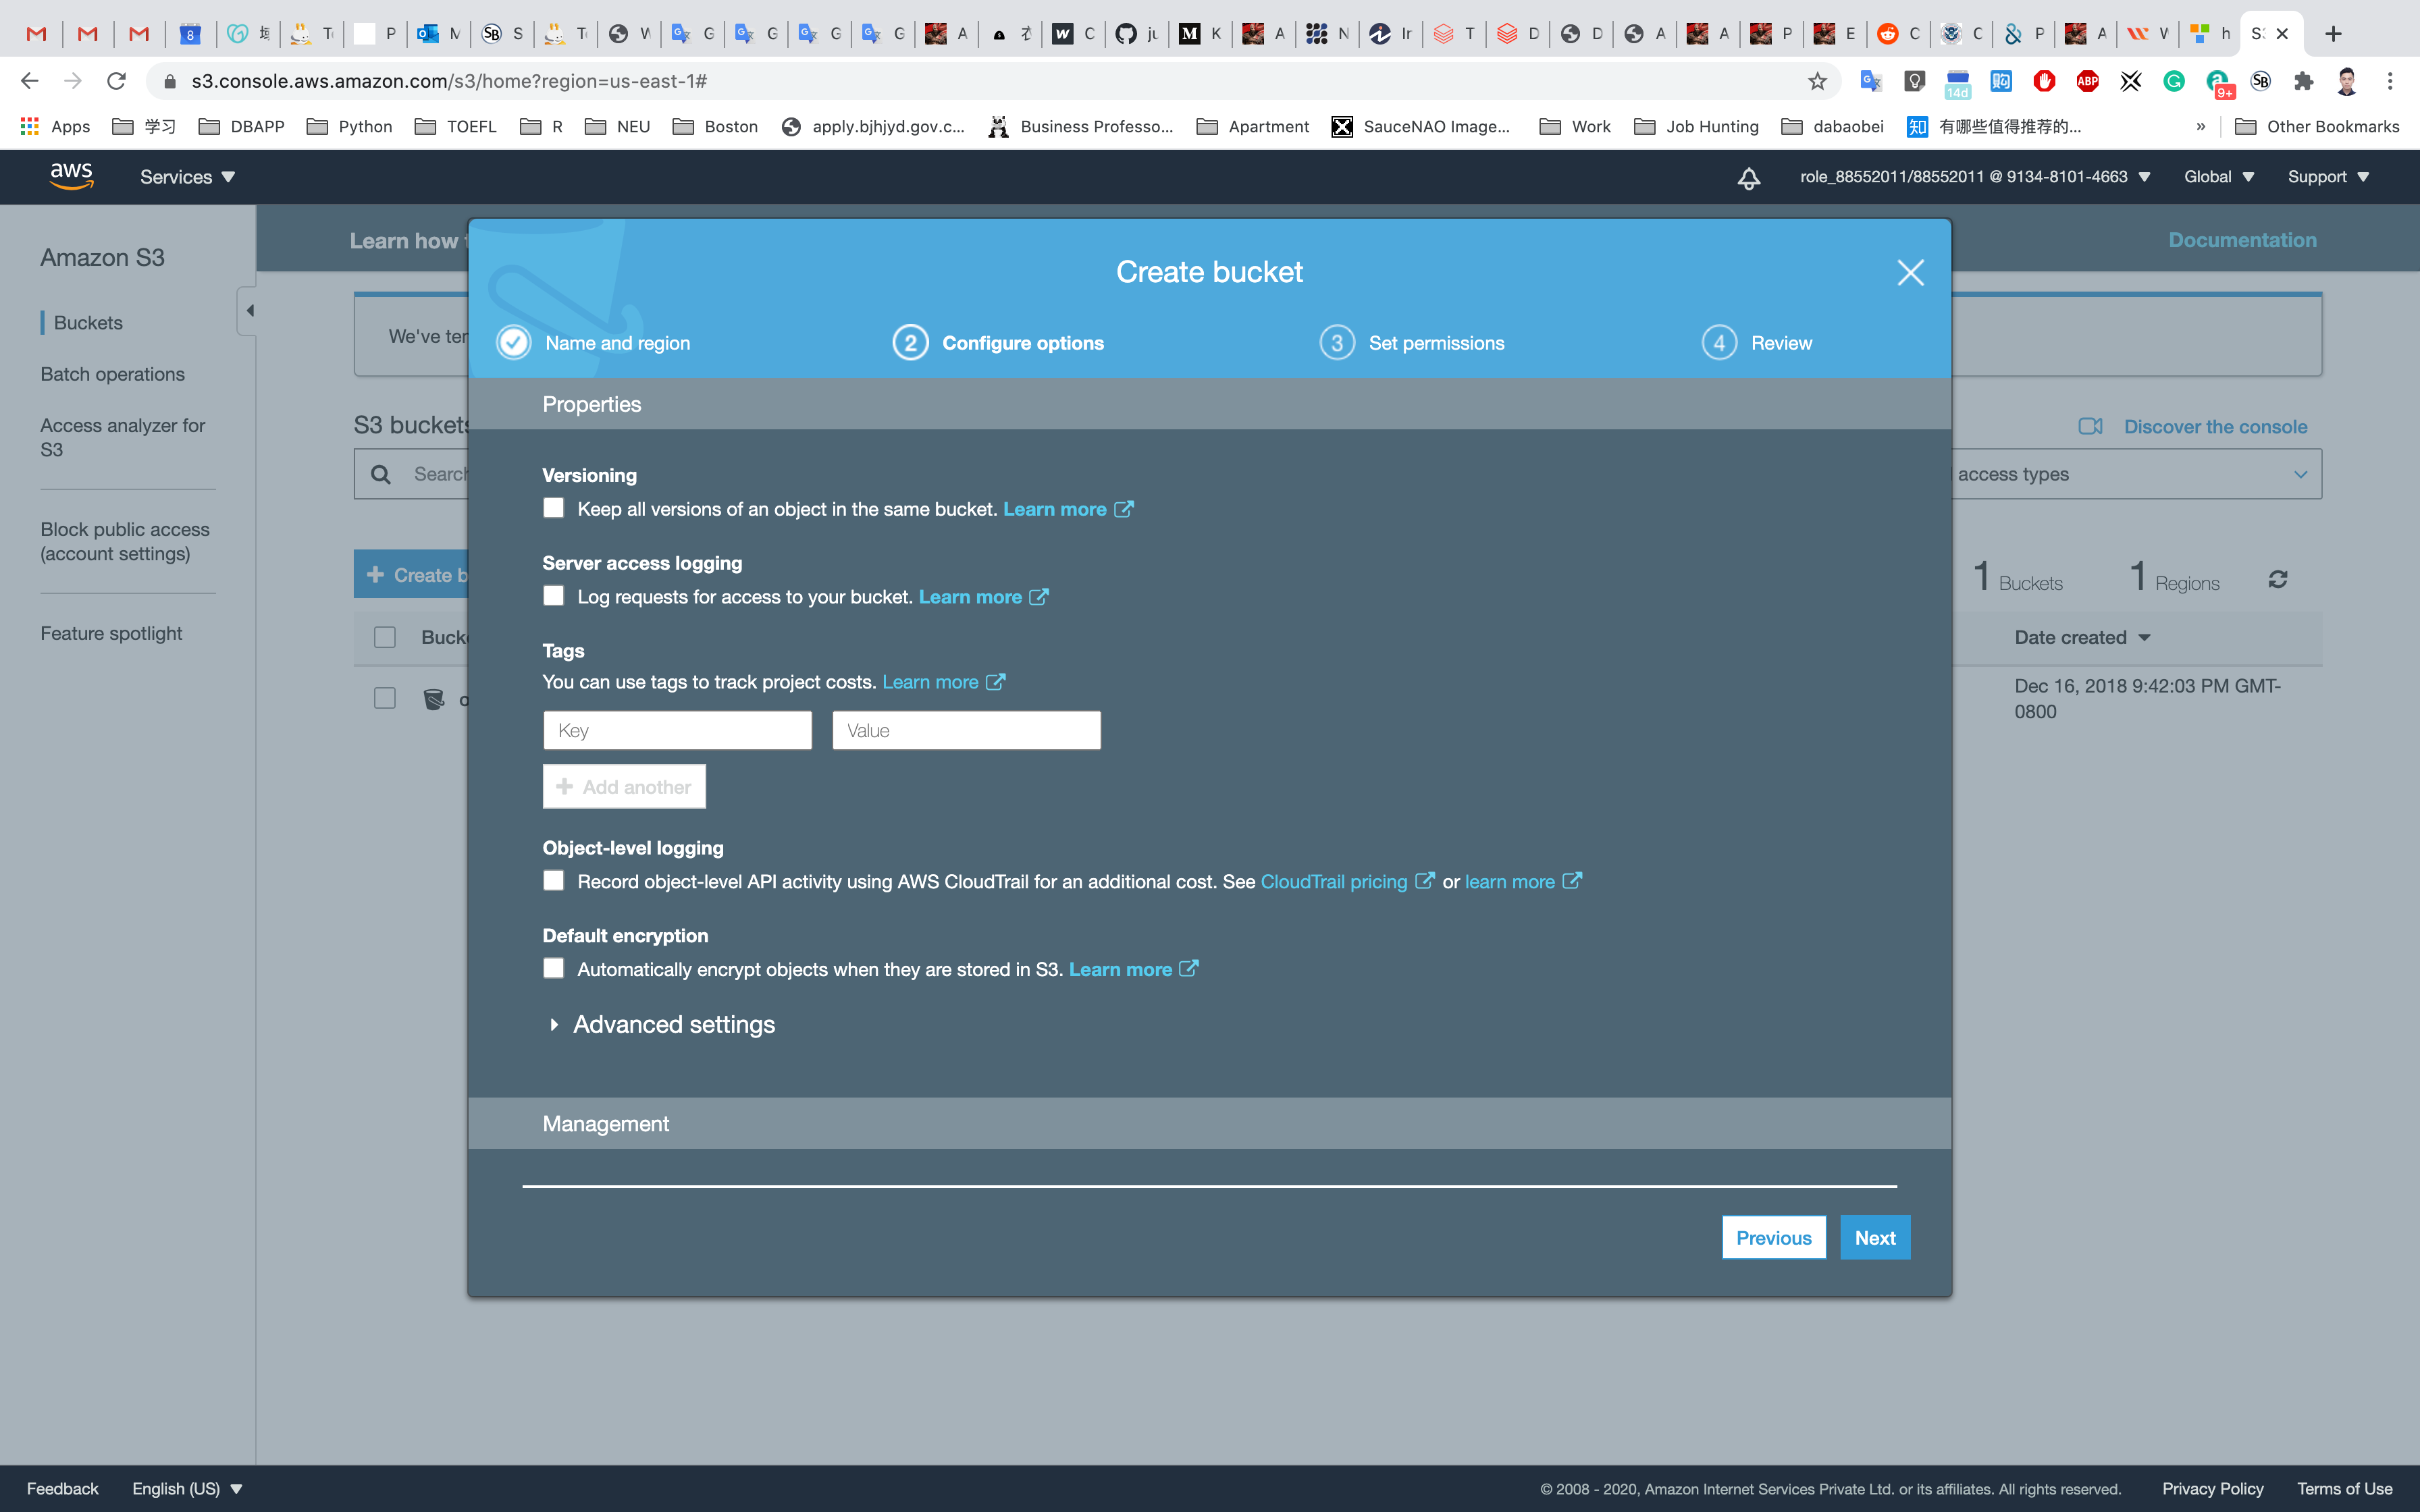 s3.console.aws.amazon.com/s3/home?region=us-east-1#
14d
ABP
9+
Apps
学习
DBAPP
Python
TOEFL
R
NEU
Boston
apply.bjhjyd.gov.c...
Business Professo...
Apartment
SauceNAO Image...
Work
Job Hunting
dabaobei
知 有哪些值得推荐的...
»
Other Bookmarks
aws
Services
role_88552011/88552011 @ 9134-8101-4663
Global
Support
Amazon S3
Buckets
Batch operations
Access analyzer for
S3
Block public access
(account settings)
Feature spotlight
Learn how
Documentation
We've
S3 buckets
Discover the console
Search
access types
Create
1 Buckets
1 Regions
Date created
Dec 16, 2018 9:42:03 PM GMT-
0800
Create bucket
Name and region
2 Configure options
3 Set permissions
4 Review
Properties
Versioning
Keep all versions of an object in the same bucket. Learn more
Server access logging
Log requests for access to your bucket. Learn more
Tags
You can use tags to track project costs. Learn more
Key
Value
Add another
Object-level logging
Record object-level API activity using AWS CloudTrail for an additional cost. See CloudTrail pricing or learn more
Default encryption
Automatically encrypt objects when they are stored in S3. Learn more
Advanced settings
Management
Previous
Next
Feedback
English (US)
© 2008 - 2020, Amazon Internet Services Private Ltd. or its affiliates. All rights reserved.
Privacy Policy
Terms of Use